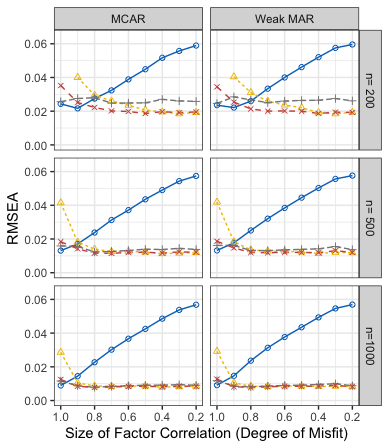 MCAR
Weak MAR
0.06
0.04
0.02
0.00
n= 200
0.06
0.04
0.02
0.00
n= 500
0.06
0.04
0.02
0.00
n=1000
RMSEA
1.0 0.8 0.6 0.4 0.2
1.0 0.8 0.6 0.4 0.2
Size of Factor Correlation (Degree of Misfit)